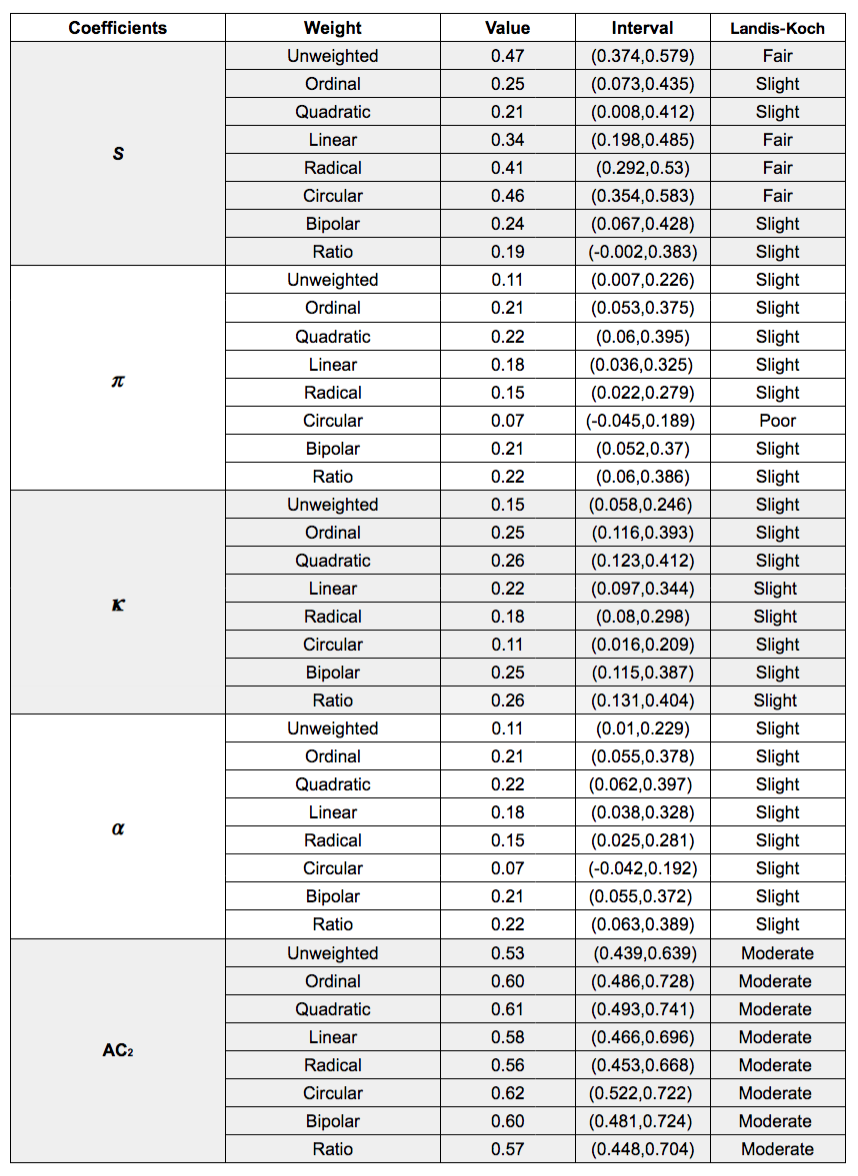 Coefficients Weight Value Interval Landis-Koch
Unweighted 0.47 (0.374,0.579) Fair
Ordinal 0.25 (0.073,0.435) Slight
Quadratic 0.21 (0.008,0.412) Slight
Linear 0.34 (0.198,0.485) Fair
S
Radical 0.41 (0.292,0.53) Fair
Circular 0.46 (0.354,0.583) Fair
Bipolar 0.24 (0.067,0.428) Slight
Ratio 0.19 (-0.002,0.383) Slight
Unweighted 0.11 (0.007,0.226) Slight
Ordinal 0.21 (0.053,0.375) Slight
Quadratic 0.22 (0.06,0.395) Slight
Linear 0.18 (0.036,0.325) Slight
π
Radical 0.15 (0.022,0.279) Slight
Circular 0.07 (-0.045,0.189) Poor
Bipolar 0.21 (0.052,0.37) Slight
Ratio 0.22 (0.06,0.386) Slight
Unweighted 0.15 (0.058,0.246) Slight
Ordinal 0.25 (0.116,0.393) Slight
Quadratic 0.26 (0.123,0.412) Slight
Linear 0.22 (0.097,0.344) Slight
κ
Radical 0.18 (0.08,0.298) Slight
Circular 0.11 (0.016,0.209) Slight
Bipolar 0.25 (0.115,0.387) Slight
Ratio 0.26 (0.131,0.404) Slight
Unweighted 0.11 (0.01,0.229) Slight
Ordinal 0.21 (0.055,0.378) Slight
Quadratic 0.22 (0.062,0.397) Slight
Linear 0.18 (0.038,0.328) Slight
α
Radical 0.15 (0.025,0.281) Slight
Circular 0.07 (-0.042,0.192) Slight
Bipolar 0.21 (0.055,0.372) Slight
Ratio 0.22 (0.063,0.389) Slight
Unweighted 0.53 (0.439,0.639) Moderate
Ordinal 0.60 (0.486,0.728) Moderate
Quadratic 0.61 (0.493,0.741) Moderate
Linear 0.58 (0.466,0.696) Moderate
AC₂
Radical 0.56 (0.453,0.668) Moderate
Circular 0.62 (0.522,0.722) Moderate
Bipolar 0.60 (0.481,0.724) Moderate
Ratio 0.57 (0.448,0.704) Moderate